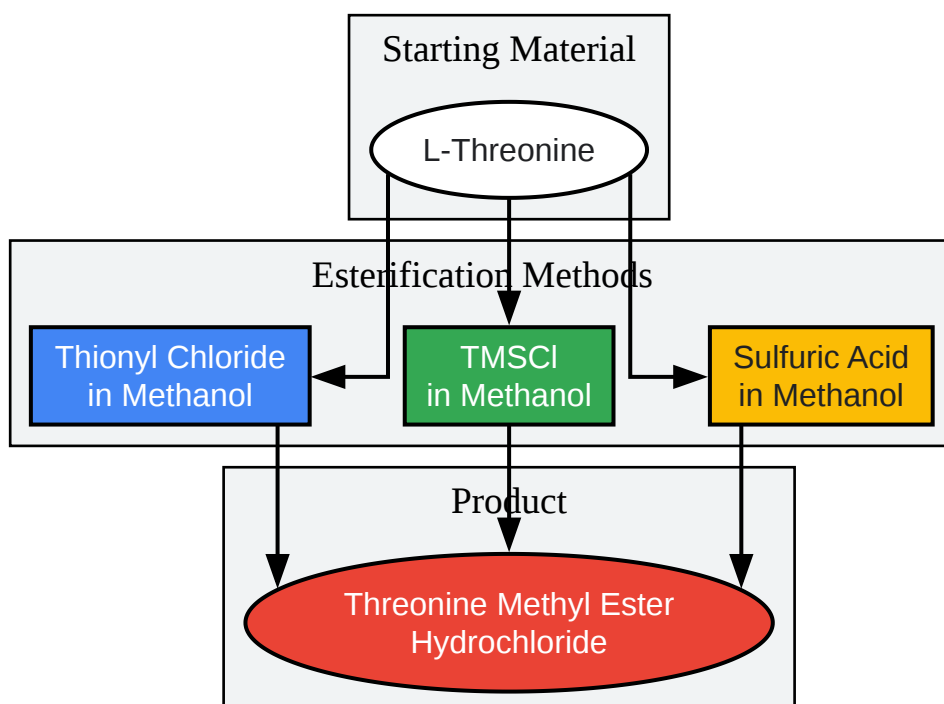 Starting Material
L-Threonine
Esterification Methods
Thionyl Chloride
in Methanol
TMSCl
in Methanol
Sulfuric Acid
in Methanol
Product
Threonine Methyl Ester
Hydrochloride